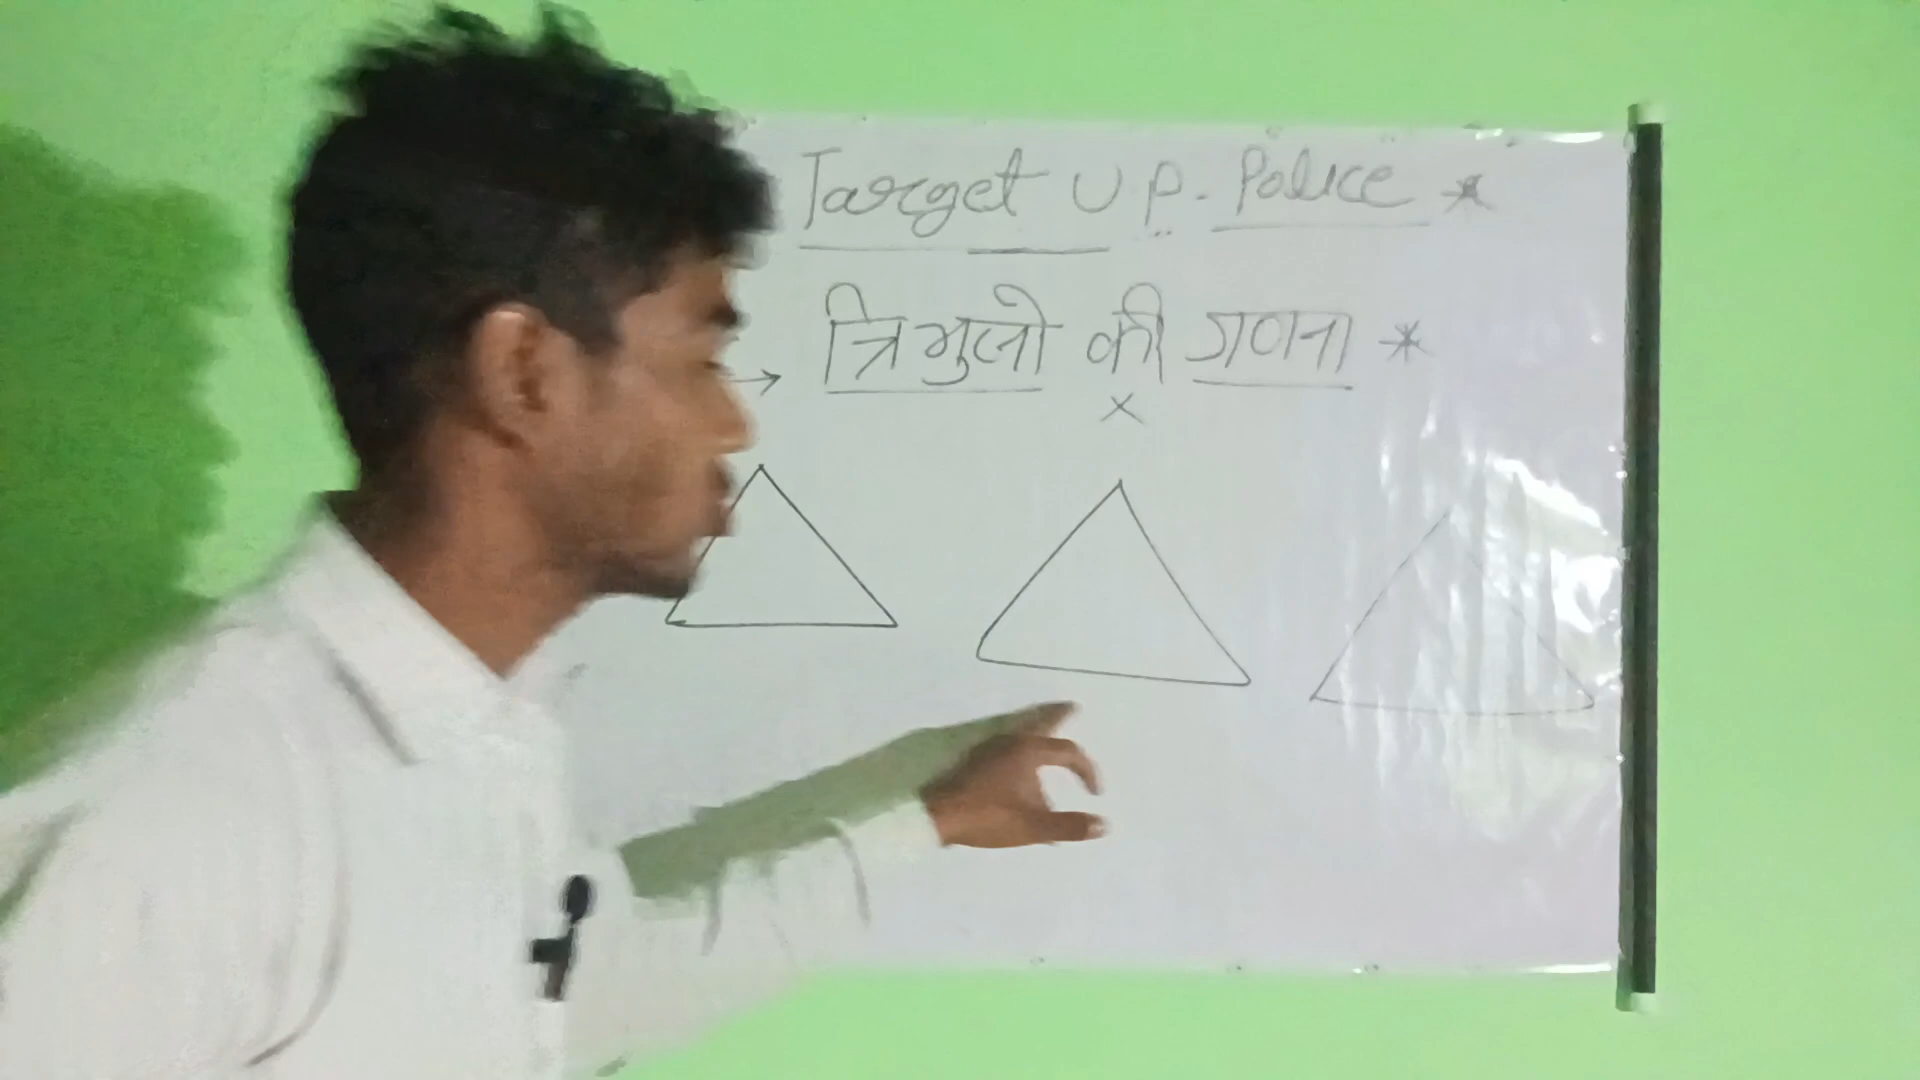 Target U P. Police *
→ त्रिभुजो की गणना *
×